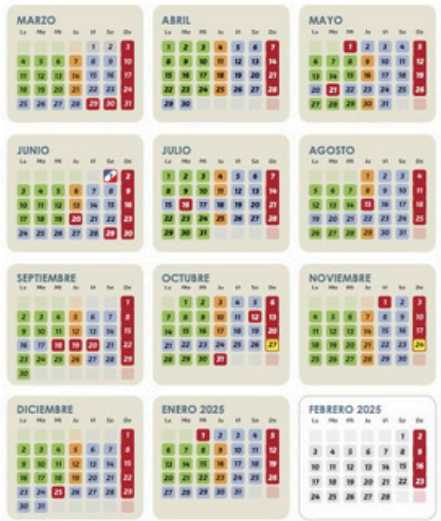 MARZO
Lu Ma Mi Ju Vi Sa Do
1 2 3
4 5 6 7 8 9 10
11 12 13 14 15 16 17
18 19 20 21 22 23 24
25 26 27 28 29 30 31
ABRIL
Lu Ma Mi Ju Vi Sa Do
1 2 3 4 5 6 7
8 9 10 11 12 13 14
15 16 17 18 19 20 21
22 23 24 25 26 27 28
29 30
MAYO
Lu Ma Mi Ju Vi Sa Do
1 2 3 4 5
6 7 8 9 10 11 12
13 14 15 16 17 18 19
20 21 22 23 24 25 26
27 28 29 30 31
JUNIO
Lu Ma Mi Ju Vi Sa Do
2
3 4 5 6 7 8 9
10 11 12 13 14 15 16
17 18 19 20 21 22 23
24 25 26 27 28 29 30
JULIO
Lu Ma Mi Ju Vi Sa Do
1 2 3 4 5 6 7
8 9 10 11 12 13 14
15 16 17 18 19 20 21
22 23 24 25 26 27 28
29 30 31
AGOSTO
Lu Ma Mi Ju Vi Sa Do
1 2 3 4
5 6 7 8 9 10 11
12 13 14 15 16 17 18
19 20 21 22 23 24 25
26 27 28 29 30 31
SEPTIEMBRE
Lu Ma Mi Ju Vi Sa Do
1
2 3 4 5 6 7 8
9 10 11 12 13 14 15
16 17 18 19 20 21 22
23 24 25 26 27 28 29
30
OCTUBRE
Lu Ma Mi Ju Vi Sa Do
1 2 3 4 5 6
7 8 9 10 11 12 13
14 15 16 17 18 19 20
21 22 23 24 25 26 27
28 29 30 31
NOVIEMBRE
Lu Ma Mi Ju Vi Sa Do
1 2 3
4 5 6 7 8 9 10
11 12 13 14 15 16 17
18 19 20 21 22 23 24
25 26 27 28 29 30
DICIEMBRE
Lu Ma Mi Ju Vi Sa Do
1
2 3 4 5 6 7 8
9 10 11 12 13 14 15
16 17 18 19 20 21 22
23 24 25 26 27 28 29
30 31
ENERO 2025
Lu Ma Mi Ju Vi Sa Do
1 2 3 4 5
6 7 8 9 10 11 12
13 14 15 16 17 18 19
20 21 22 23 24 25 26
27 28 29 30 31
FEBRERO 2025
Lu Ma Mi Ju Vi Sa Do
1 2
3 4 5 6 7 8 9
10 11 12 13 14 15 16
17 18 19 20 21 22 23
24 25 26 27 28